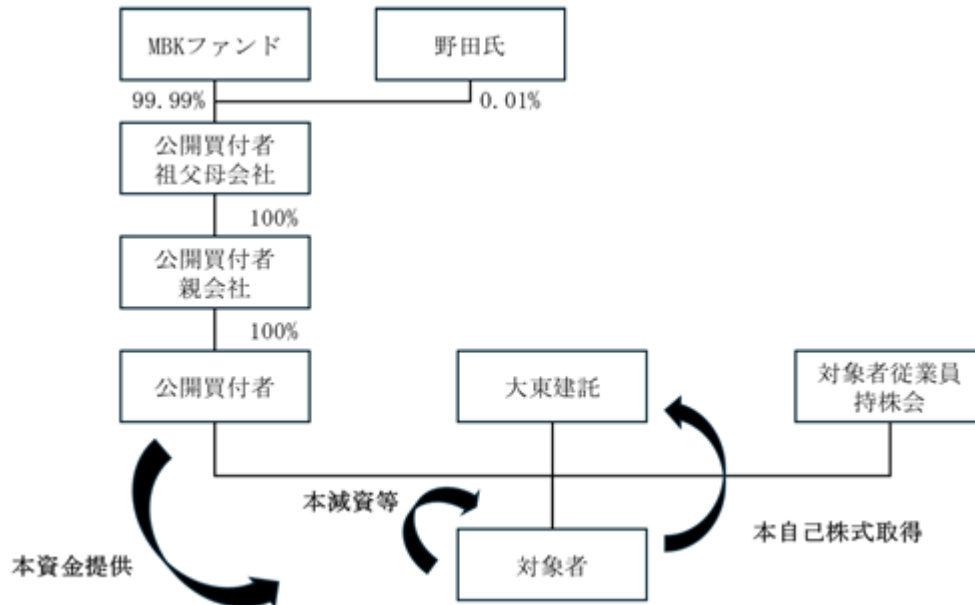 MBKファンド
野田氏
99.99%
0.01%
公開買付者
祖父母会社
100%
公開買付者
親会社
100%
公開買付者
大東建託
対象者従業員
持株会
本減資等
本自己株式取得
対象者
本資金提供